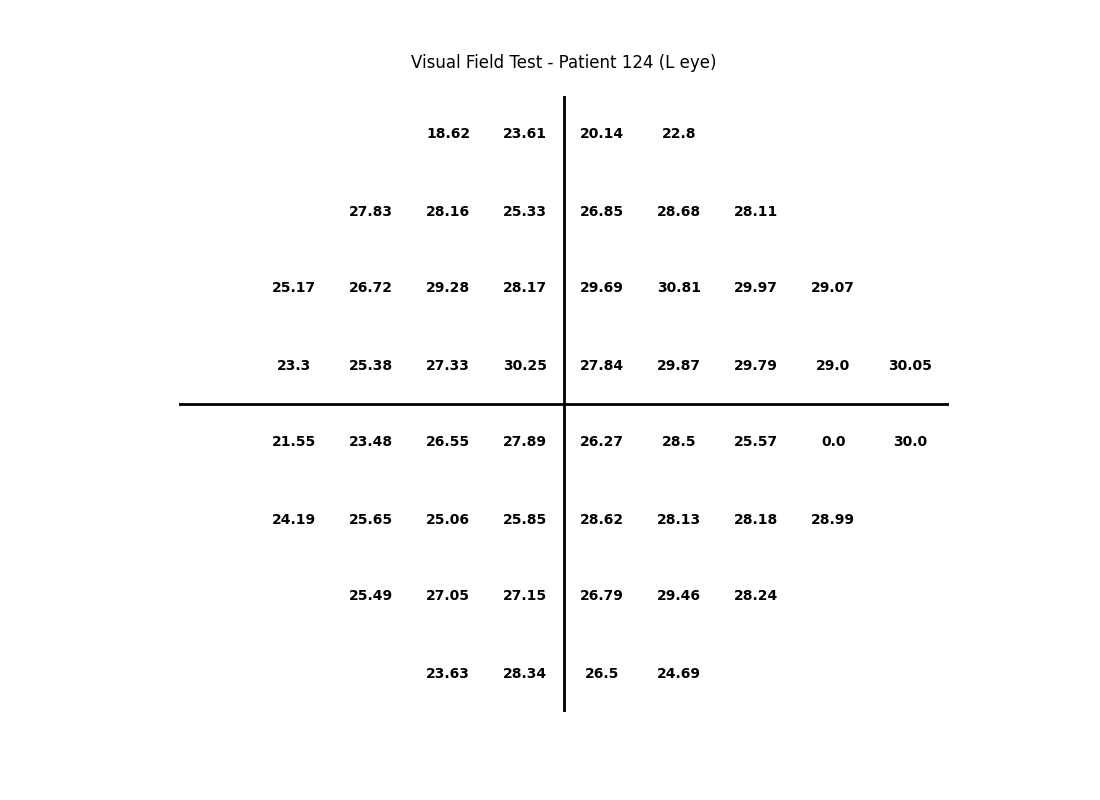 Visual Field Test - Patient 124 (L eye)
18.62 23.61 20.14 22.8
27.83 28.16 25.33 26.85 28.68 28.11
25.17 26.72 29.28 28.17 29.69 30.81 29.97 29.07
23.3 25.38 27.33 30.25 27.84 29.87 29.79 29.0 30.05
21.55 23.48 26.55 27.89 26.27 28.5 25.57 0.0 30.0
24.19 25.65 25.06 25.85 28.62 28.13 28.18 28.99
25.49 27.05 27.15 26.79 29.46 28.24
23.63 28.34 26.5 24.69